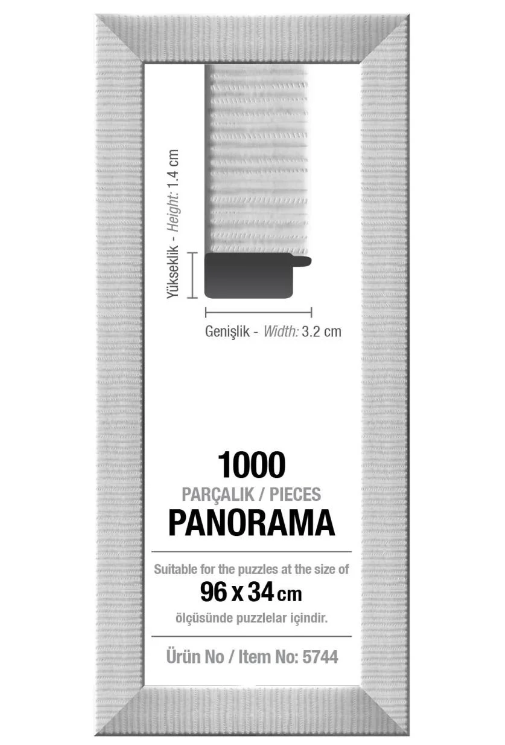 Yükseklik - Height: 1.4 cm
Genişlik - Width: 3.2 cm
1000
PARÇALIK / PIECES
PANORAMA
Suitable for the puzzles at the size of
96 x 34 cm
ölçüsünde puzzlelar içindir.
Ürün No / Item No: 5744